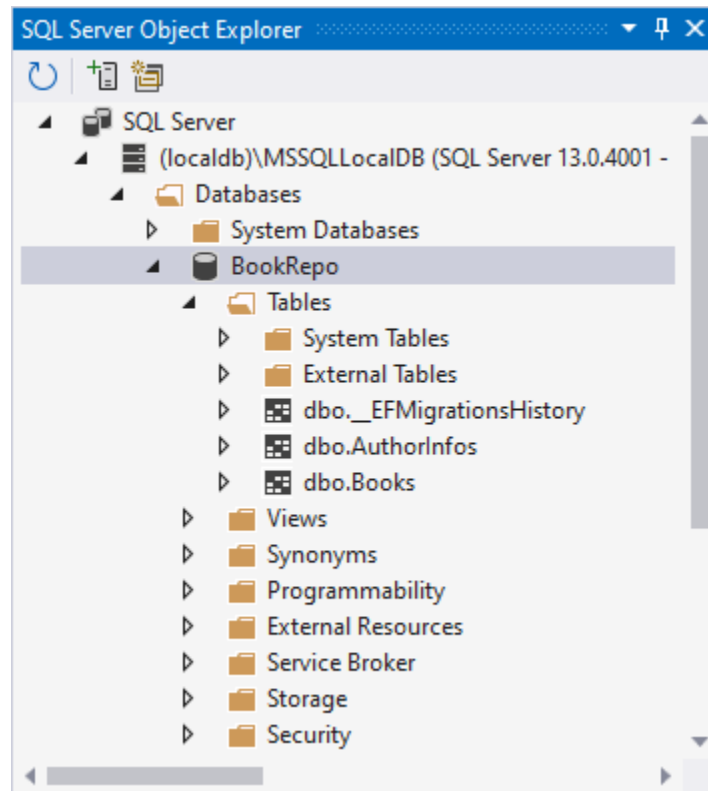 SQL Server Object Explorer
SQL Server
(localdb)\MSSQLLocalDB (SQL Server 13.0.4001 -
Databases
System Databases
BookRepo
Tables
System Tables
External Tables
dbo.__EFMigrationsHistory
dbo.AuthorInfos
dbo.Books
Views
Synonyms
Programmability
External Resources
Service Broker
Storage
Security